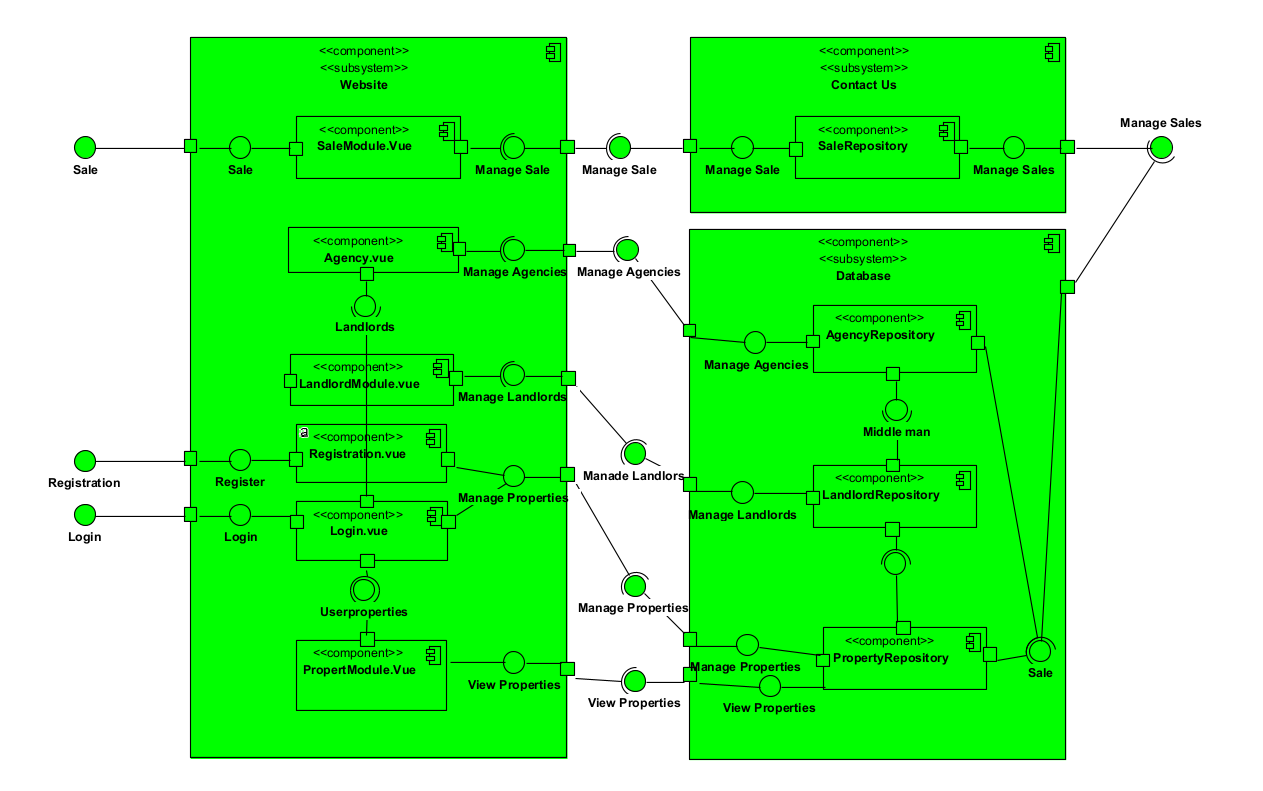 <<component>>
<<subsystem>>
Website
<<component>>
<<subsystem>>
Contact Us
Manage Sales
<<component>>
SaleModule.Vue
<<component>>
SaleRepository
Sale
Sale
Manage Sale
Manage Sale
Manage Sale
Manage Sales
<<component>>
Agency.vue
Manage Agencies
Manage Agencies
<<component>>
<<subsystem>>
Database
Landlords
<<component>>
AgencyRepository
Manage Agencies
<<component>>
LandlordModule.vue
Manage Landlords
Middle man
a
<<component>>
Registration.vue
Registration
Register
Manage Properties
Manade Landlors
<<component>>
LandlordRepository
Manage Landlords
<<component>>
Login.vue
Login
Login
Userproperties
Manage Properties
<<component>>
PropertModule.Vue
View Properties
View Properties
<<component>>
PropertyRepository
Manage Properties
View Properties
Sale